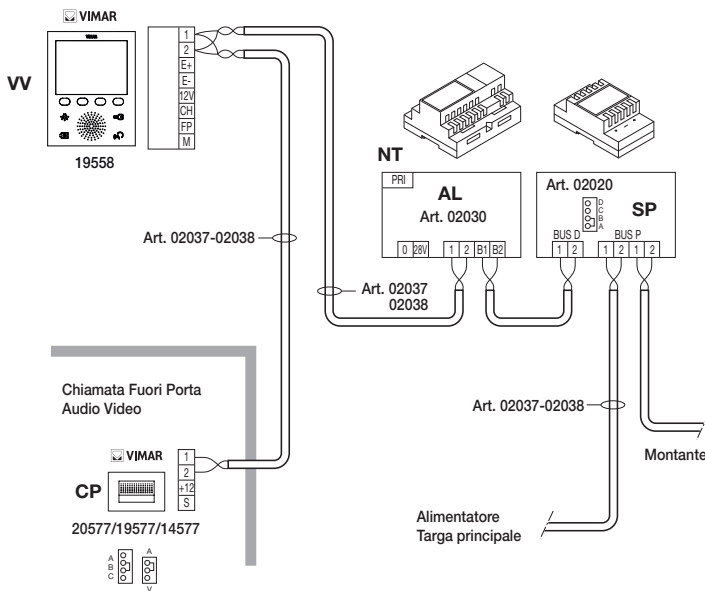 VIMAR
VIMAR
VV
19558
1
2
E+
E-
12V
CH
FP
M
NT
PRI
AL
Art. 02030
0 28V 1 2 B1 B2
Art. 02020
D
C
B
A
SP
BUS D BUS P
1 2 1 2 1 2
Art. 02037-02038
Art. 02037
02038
Art. 02037-02038
Montante
Chiamata Fuori Porta
Audio Video
VIMAR
CP
1
2
+12
S
20577/19577/14577
A
B
C
A
V
Alimentatore
Targa principale